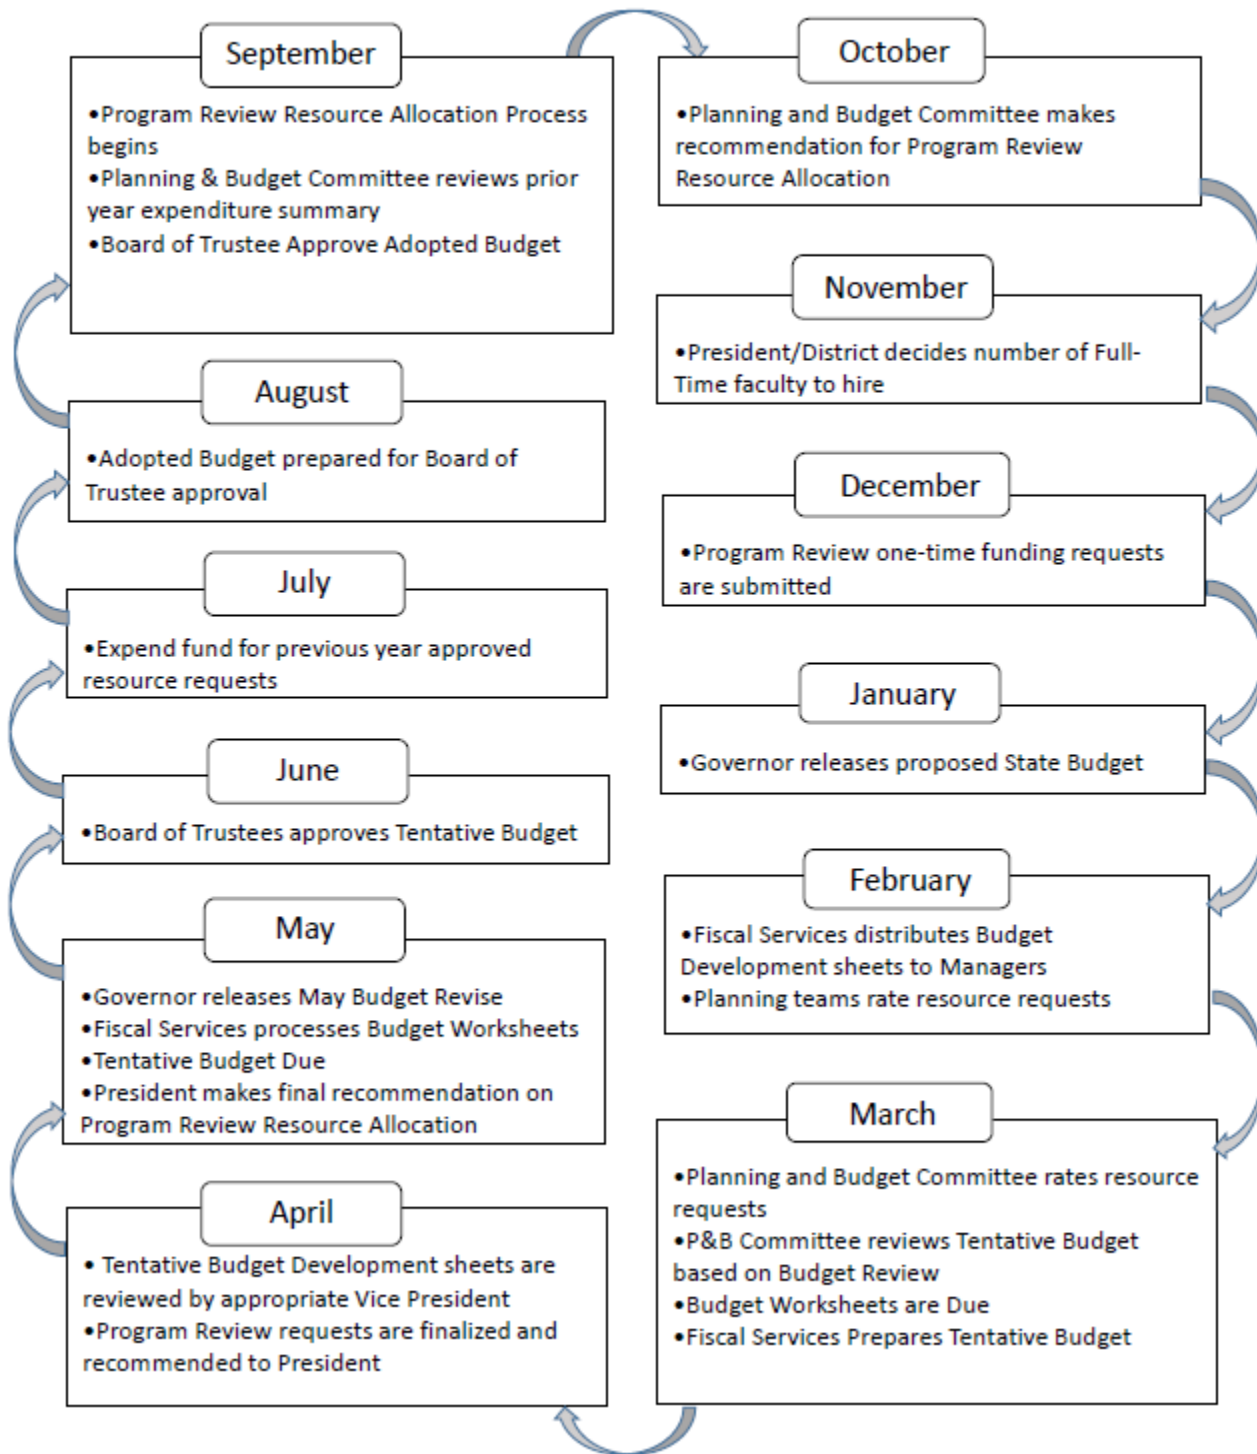 September
•Program Review Resource Allocation Process
begins
•Planning & Budget Committee reviews prior
year expenditure summary
•Board of Trustee Approve Adopted Budget
October
•Planning and Budget Committee makes
recommendation for Program Review
Resource Allocation
November
•President/District decides number of Full-
Time faculty to hire
December
•Program Review one-time funding requests
are submitted
January
•Governor releases proposed State Budget
February
•Fiscal Services distributes Budget
Development sheets to Managers
•Planning teams rate resource requests
March
•Planning and Budget Committee rates resource
requests
•P&B Committee reviews Tentative Budget
based on Budget Review
•Budget Worksheets are Due
•Fiscal Services Prepares Tentative Budget
April
• Tentative Budget Development sheets are
reviewed by appropriate Vice President
•Program Review requests are finalized and
recommended to President
May
•Governor releases May Budget Revise
•Fiscal Services processes Budget Worksheets
•Tentative Budget Due
•President makes final recommendation on
Program Review Resource Allocation
June
•Board of Trustees approves Tentative Budget
July
•Expend fund for previous year approved
resource requests
August
•Adopted Budget prepared for Board of
Trustee approval